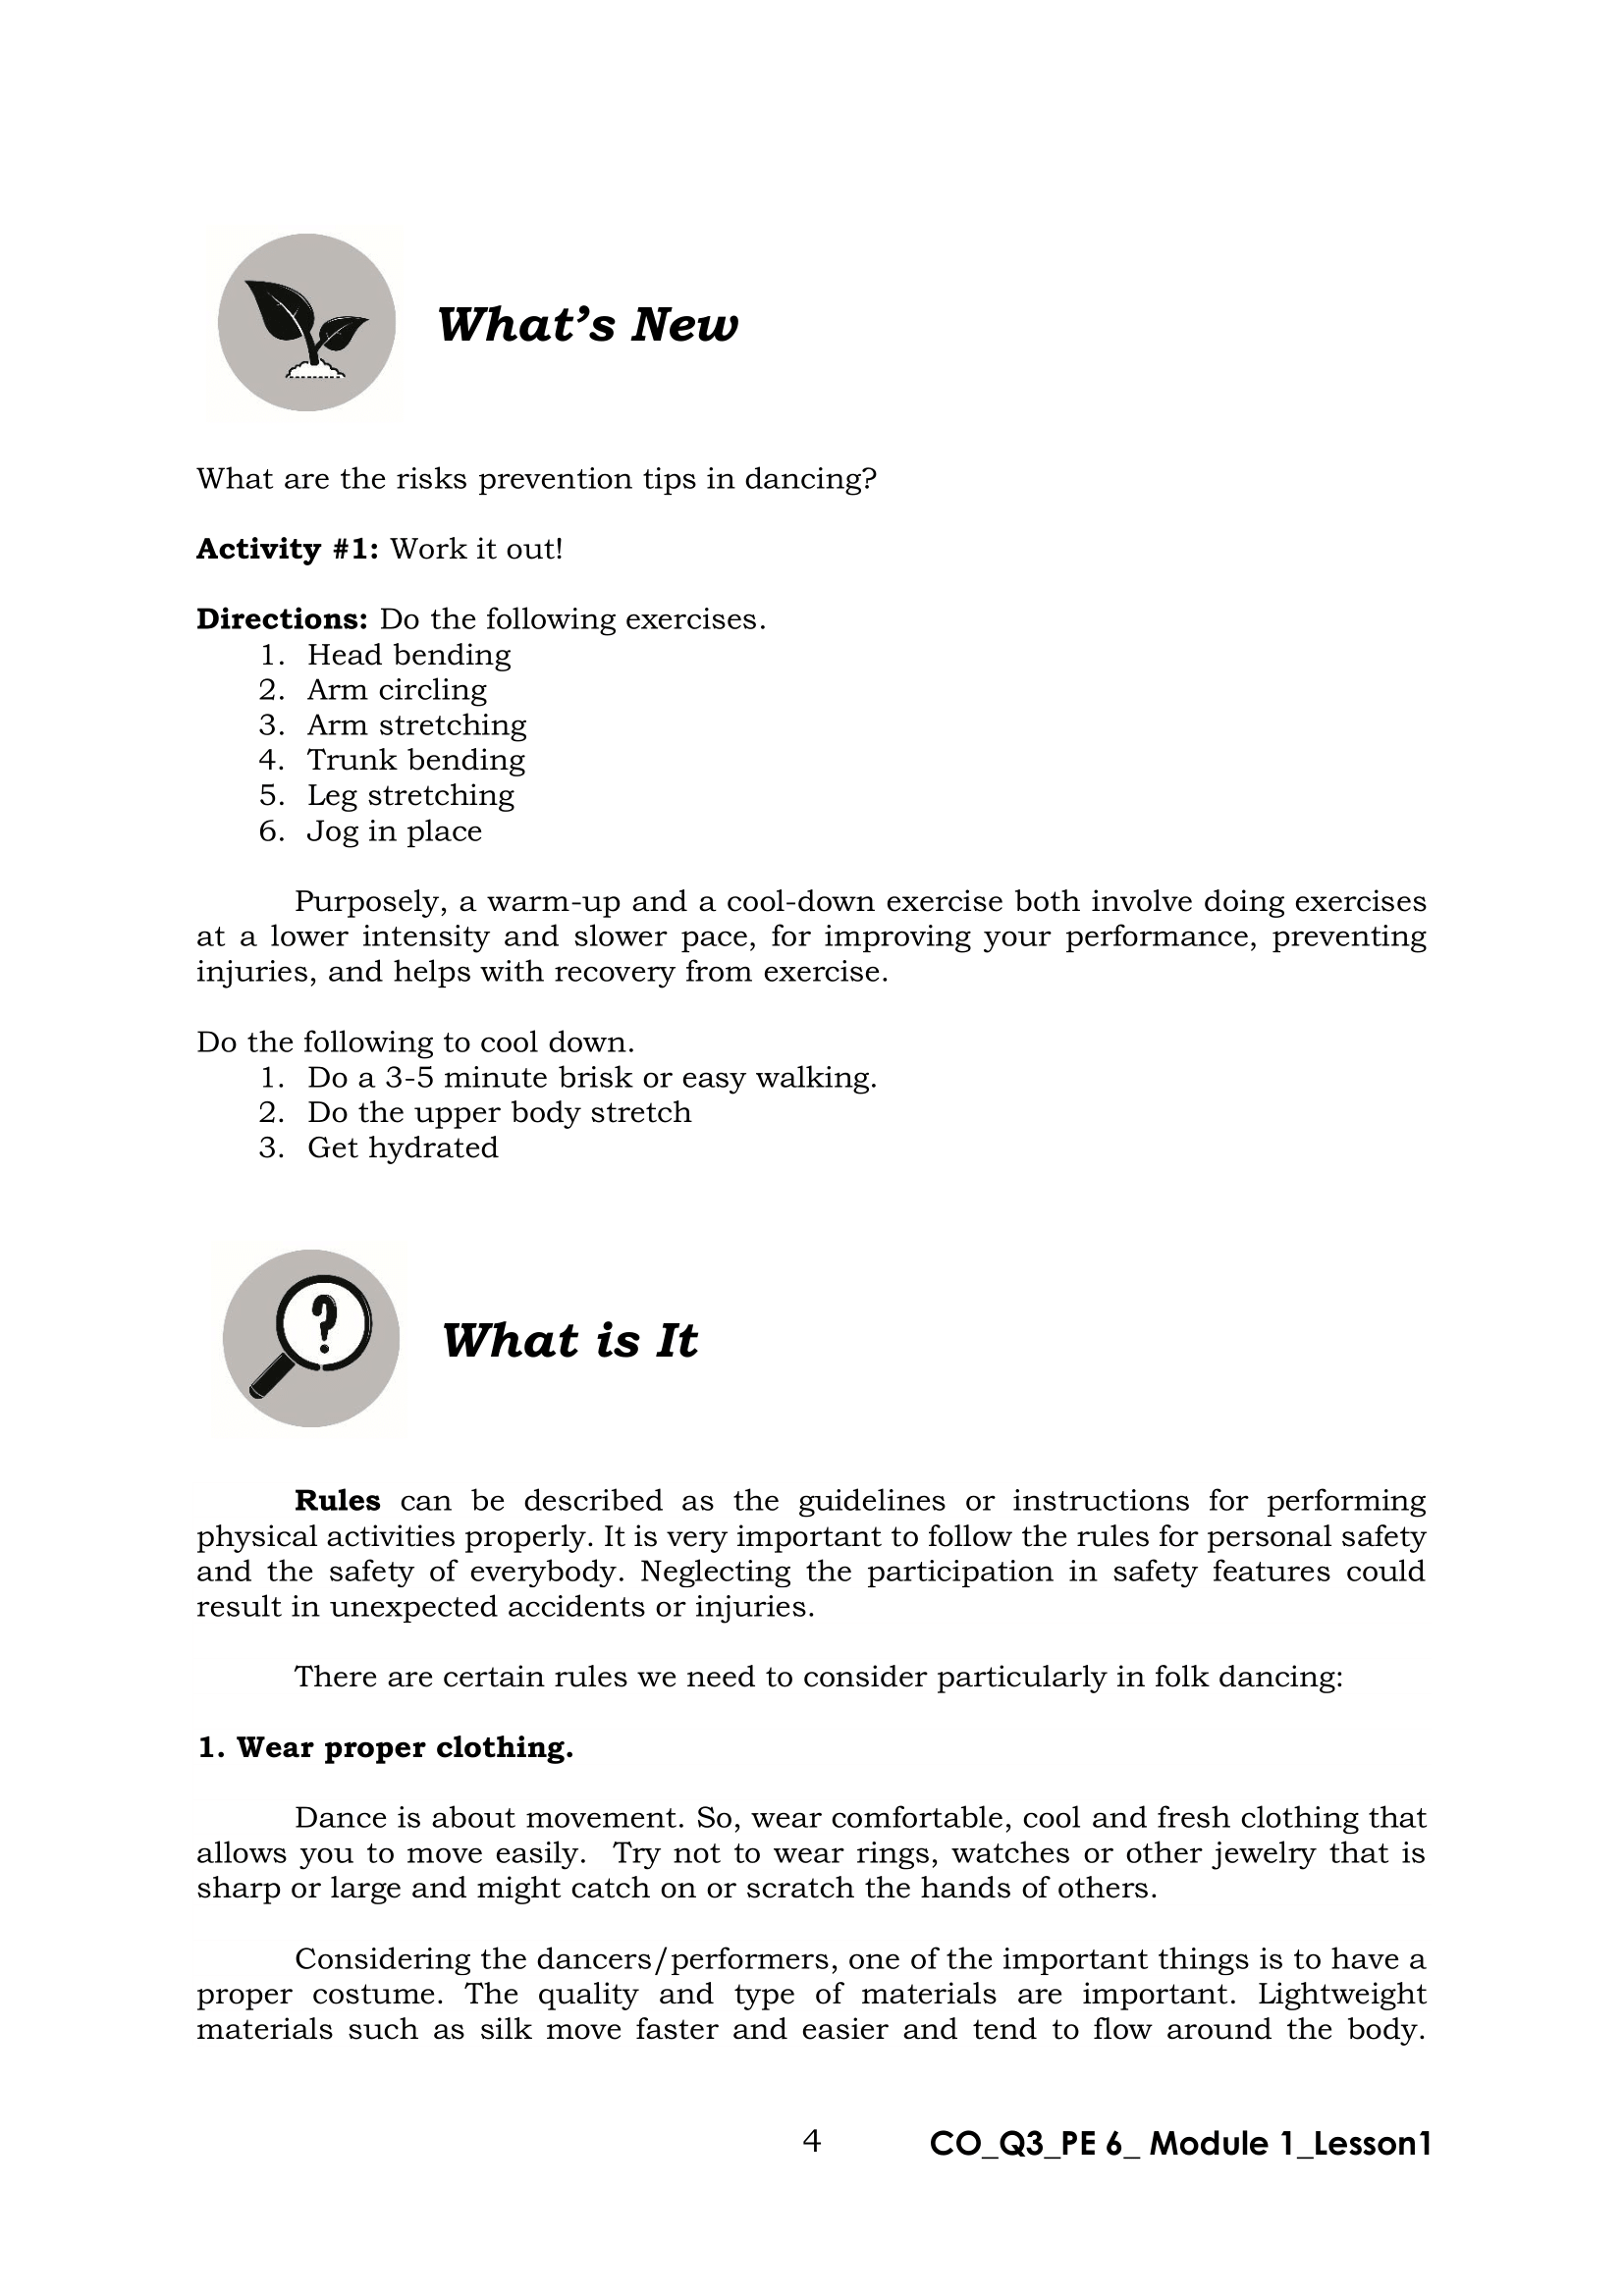 What's New
What are the risks prevention tips in dancing?
Activity #1: Work it out!
Directions: Do the following exercises.
1. Head bending
2. Arm circling
3. Arm stretching
4. Trunk bending
5. Leg stretching
6. Jog in place
Purposely, a warm-up and a cool-down exercise both involve doing exercises
at a lower intensity and slower pace, for improving your performance, preventing
injuries, and helps with recovery from exercise.
Do the following to cool down.
1. Do a 3-5 minute brisk or easy walking.
2. Do the upper body stretch
3. Get hydrated
?
What is It
Rules can be described as the guidelines or instructions for performing
physical activities properly. It is very important to follow the rules for personal safety
and the safety of everybody. Neglecting the participation in safety features could
result in unexpected accidents or injuries.
There are certain rules we need to consider particularly in folk dancing:
1. Wear proper clothing.
Dance is about movement. So, wear comfortable, cool and fresh clothing that
allows you to move easily.  Try not to wear rings, watches or other jewelry that is
sharp or large and might catch on or scratch the hands of others.
Considering the dancers/performers, one of the important things is to have a
proper costume. The quality and type of materials are important. Lightweight
materials such as silk move faster and easier and tend to flow around the body.
4 CO_Q3_PE 6_ Module 1_Lesson1